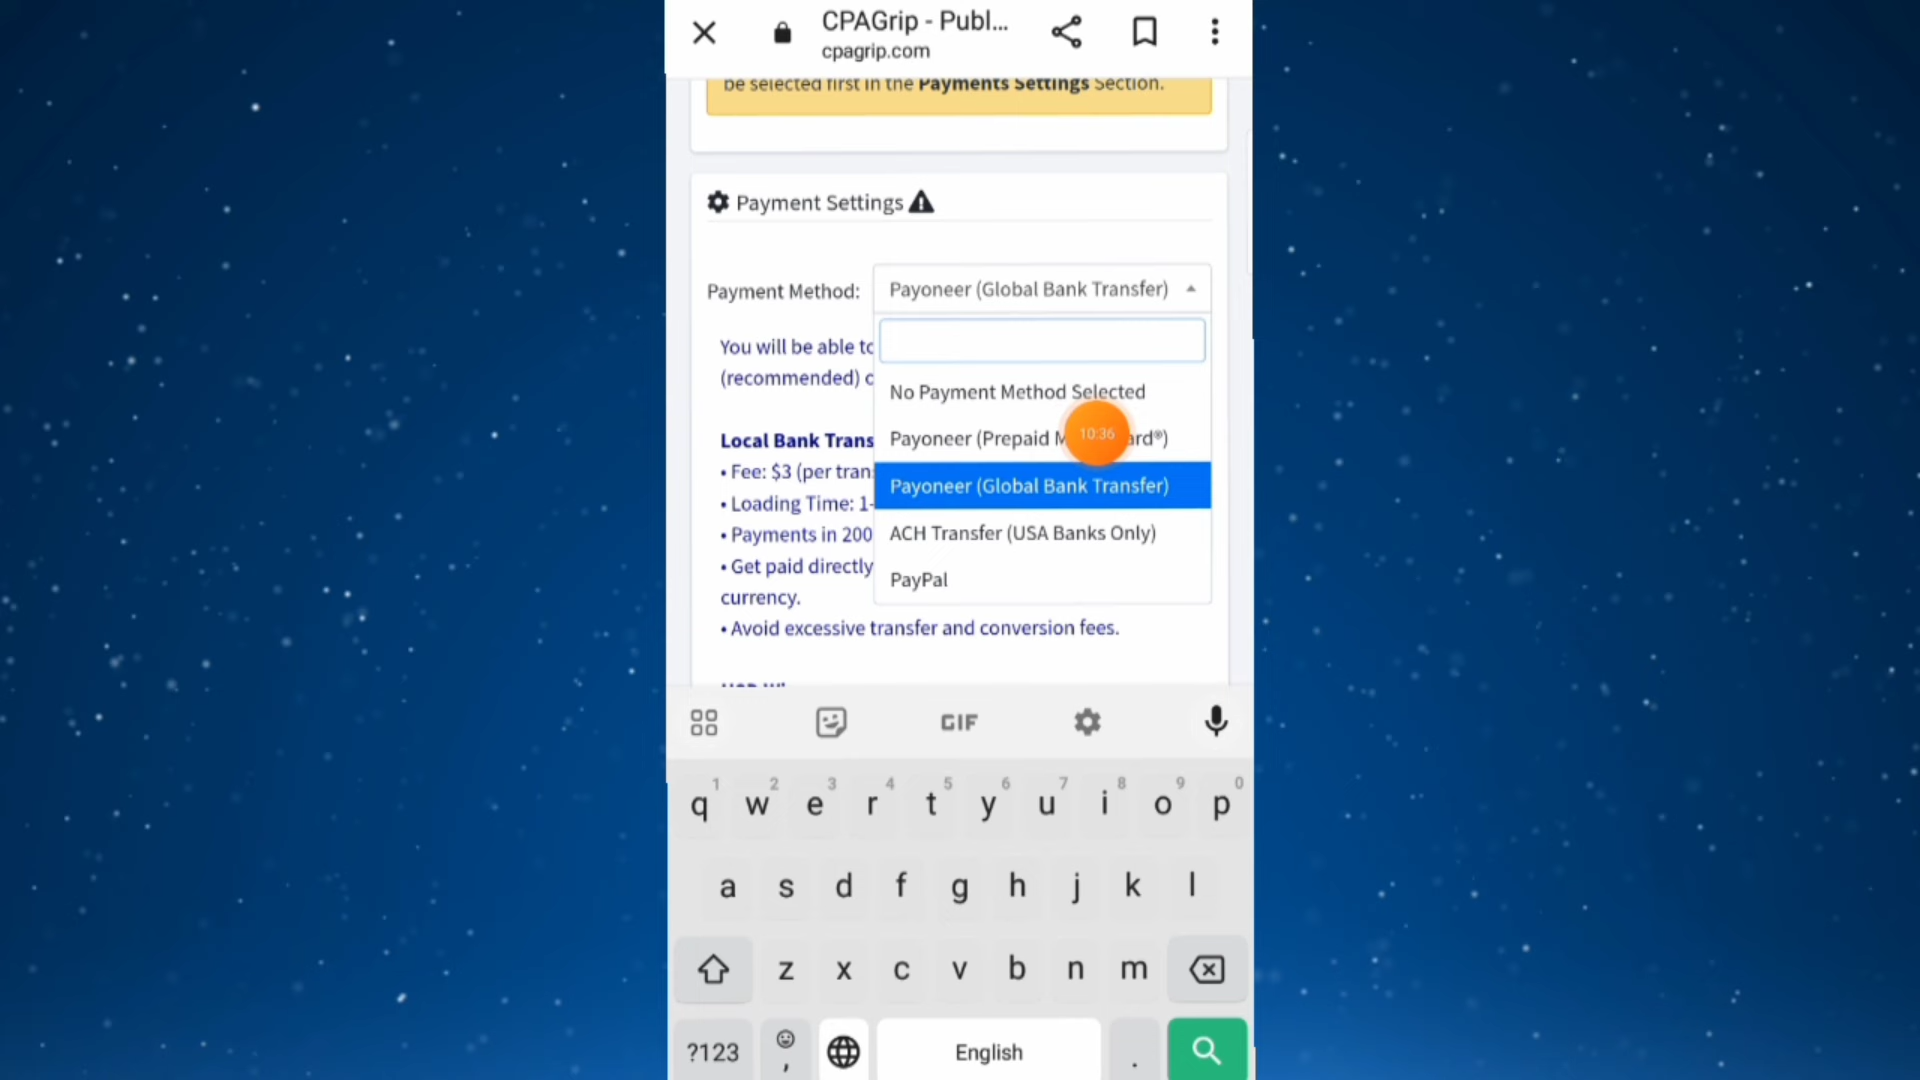 CPAGrip - Publ...
cpagrip.com
be selected first in the Payments Settings Section.
Payment Settings
Payment Method:
Payoneer (Global Bank Transfer)
You will be able to
(recommended)
No Payment Method Selected
Payoneer (Prepaid
10:36
Local Bank
• Fee: $3 (per
Payoneer (Global Bank Transfer)
• Loading Time: 1-
• Payments in 200
ACH Transfer (USA Banks Only)
• Get paid directly
PayPal
currency.
• Avoid excessive transfer and conversion fees.
GIF
1 2 3 4 5 6 7 8 9 0
q w e r t y u i o p
a s d f g h j k l
z x c v b n m
?123 , English .